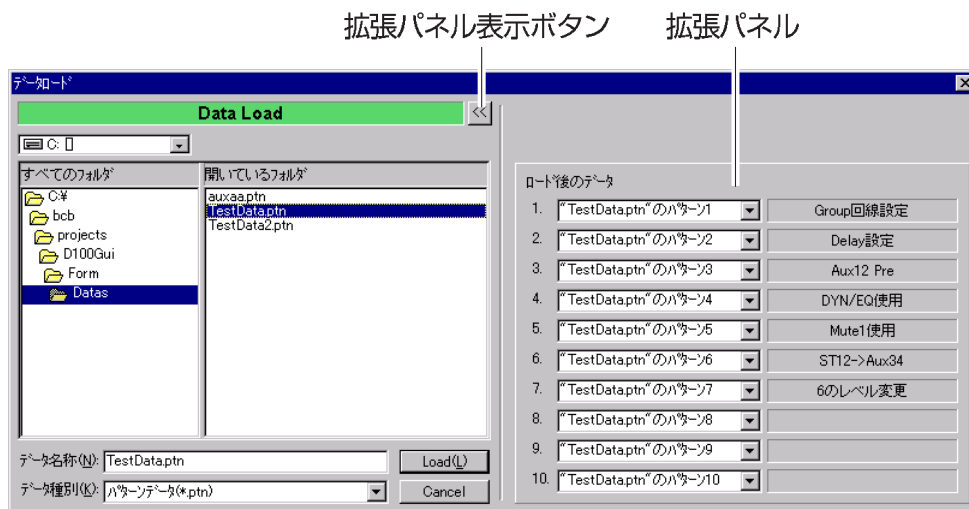 拡張パネル表示ボタン 拡張パネル
ﾃﾞｰﾀﾛｰﾄﾞ
Data Load <<
C: []
すべてのﾌｫﾙﾀﾞ 開いているﾌｫﾙﾀﾞ
C:¥
bcb
projects
D100Gui
Form
Datas
auxaa.ptn
TestData.ptn
TestData2.ptn
ﾃﾞｰﾀ名称(N): TestData.ptn Load(L)
ﾃﾞｰﾀ種別(K): ﾊﾟﾀｰﾝﾃﾞｰﾀ(*.ptn) Cancel
ﾛｰﾄﾞ後のﾃﾞｰﾀ
1. "TestData.ptn"のﾊﾟﾀｰﾝ1 Group回線設定
2. "TestData.ptn"のﾊﾟﾀｰﾝ2 Delay設定
3. "TestData.ptn"のﾊﾟﾀｰﾝ3 Aux12 Pre
4. "TestData.ptn"のﾊﾟﾀｰﾝ4 DYN/EQ使用
5. "TestData.ptn"のﾊﾟﾀｰﾝ5 Mute1使用
6. "TestData.ptn"のﾊﾟﾀｰﾝ6 ST12->Aux34
7. "TestData.ptn"のﾊﾟﾀｰﾝ7 6のレベル変更
8. "TestData.ptn"のﾊﾟﾀｰﾝ8
9. "TestData.ptn"のﾊﾟﾀｰﾝ9
10. "TestData.ptn"のﾊﾟﾀｰﾝ10